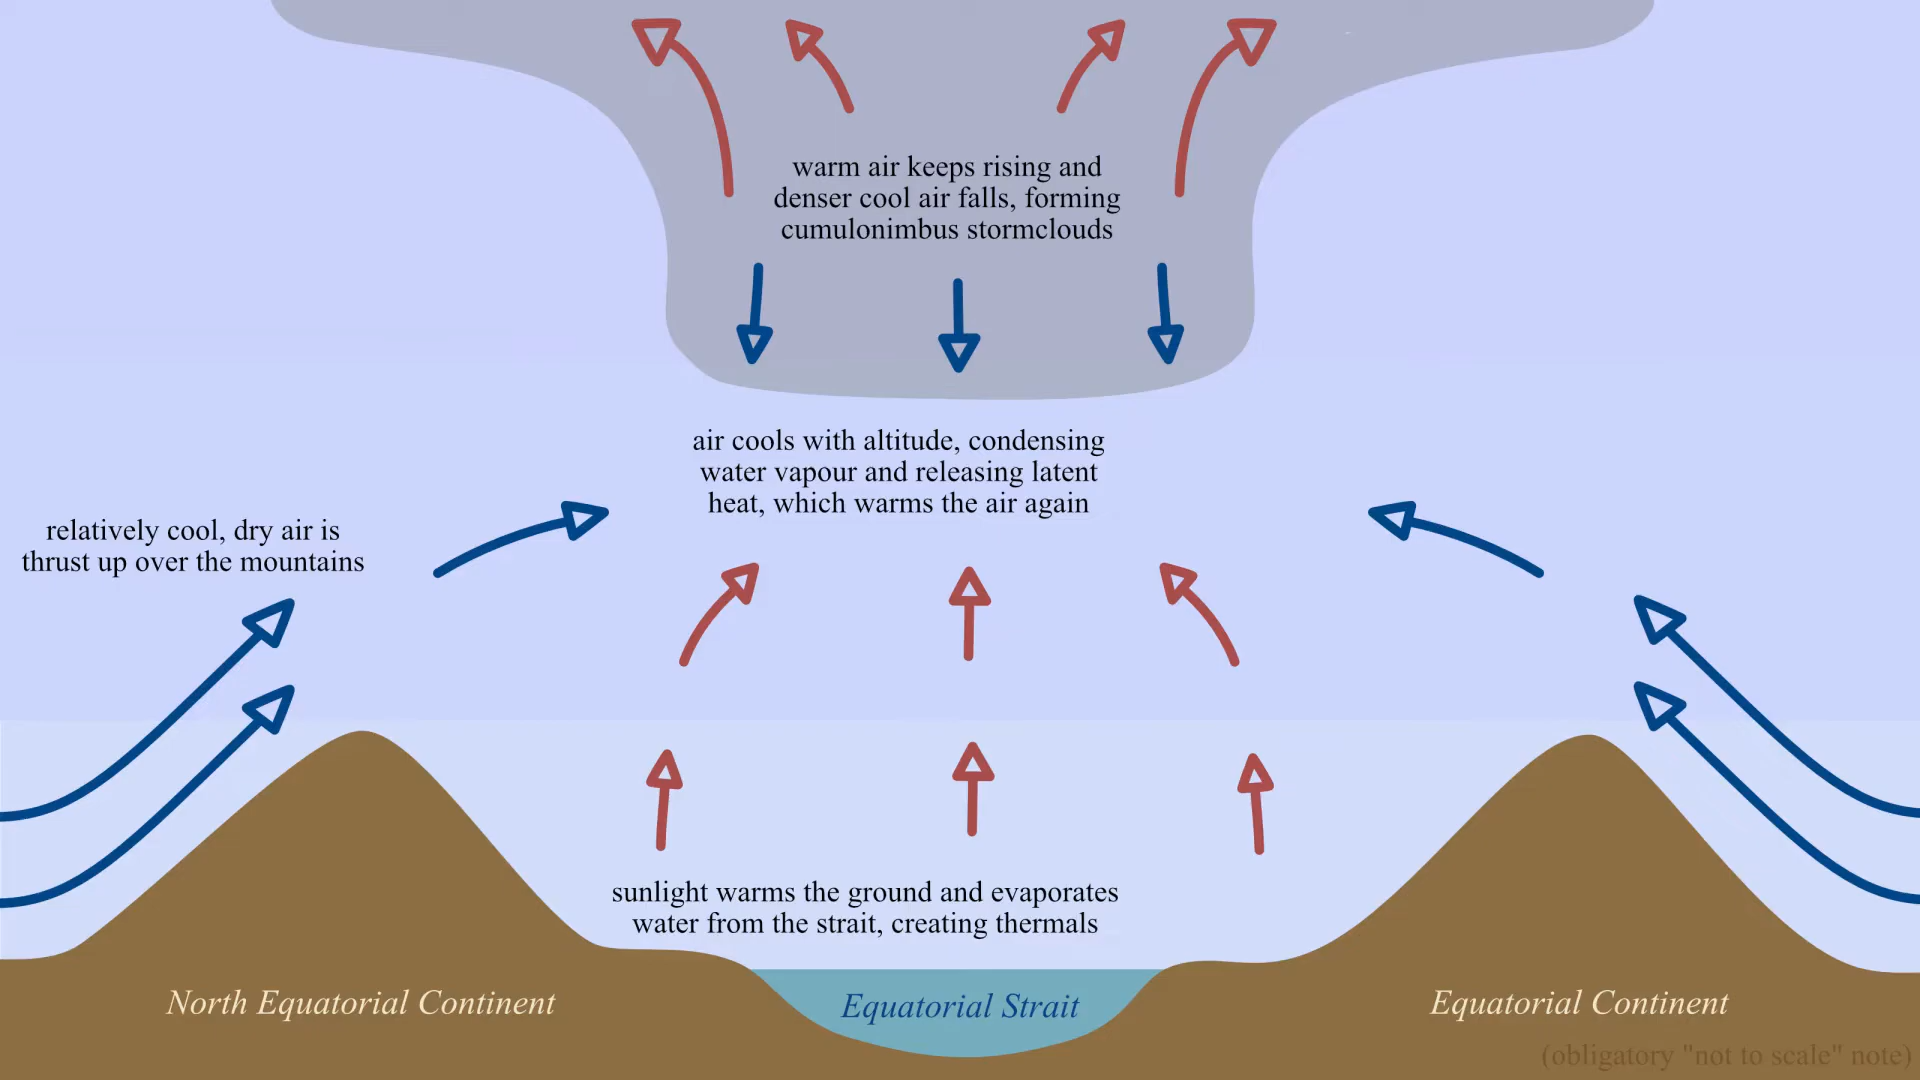 warm air keeps rising and
denser cool air falls, forming
cumulonimbus stormclouds
air cools with altitude, condensing
water vapour and releasing latent
heat, which warms the air again
relatively cool, dry air is
thrust up over the mountains
sunlight warms the ground and evaporates
water from the strait, creating thermals
North Equatorial Continent
Equatorial Strait
Equatorial Continent
(obligatory "not to scale" note)